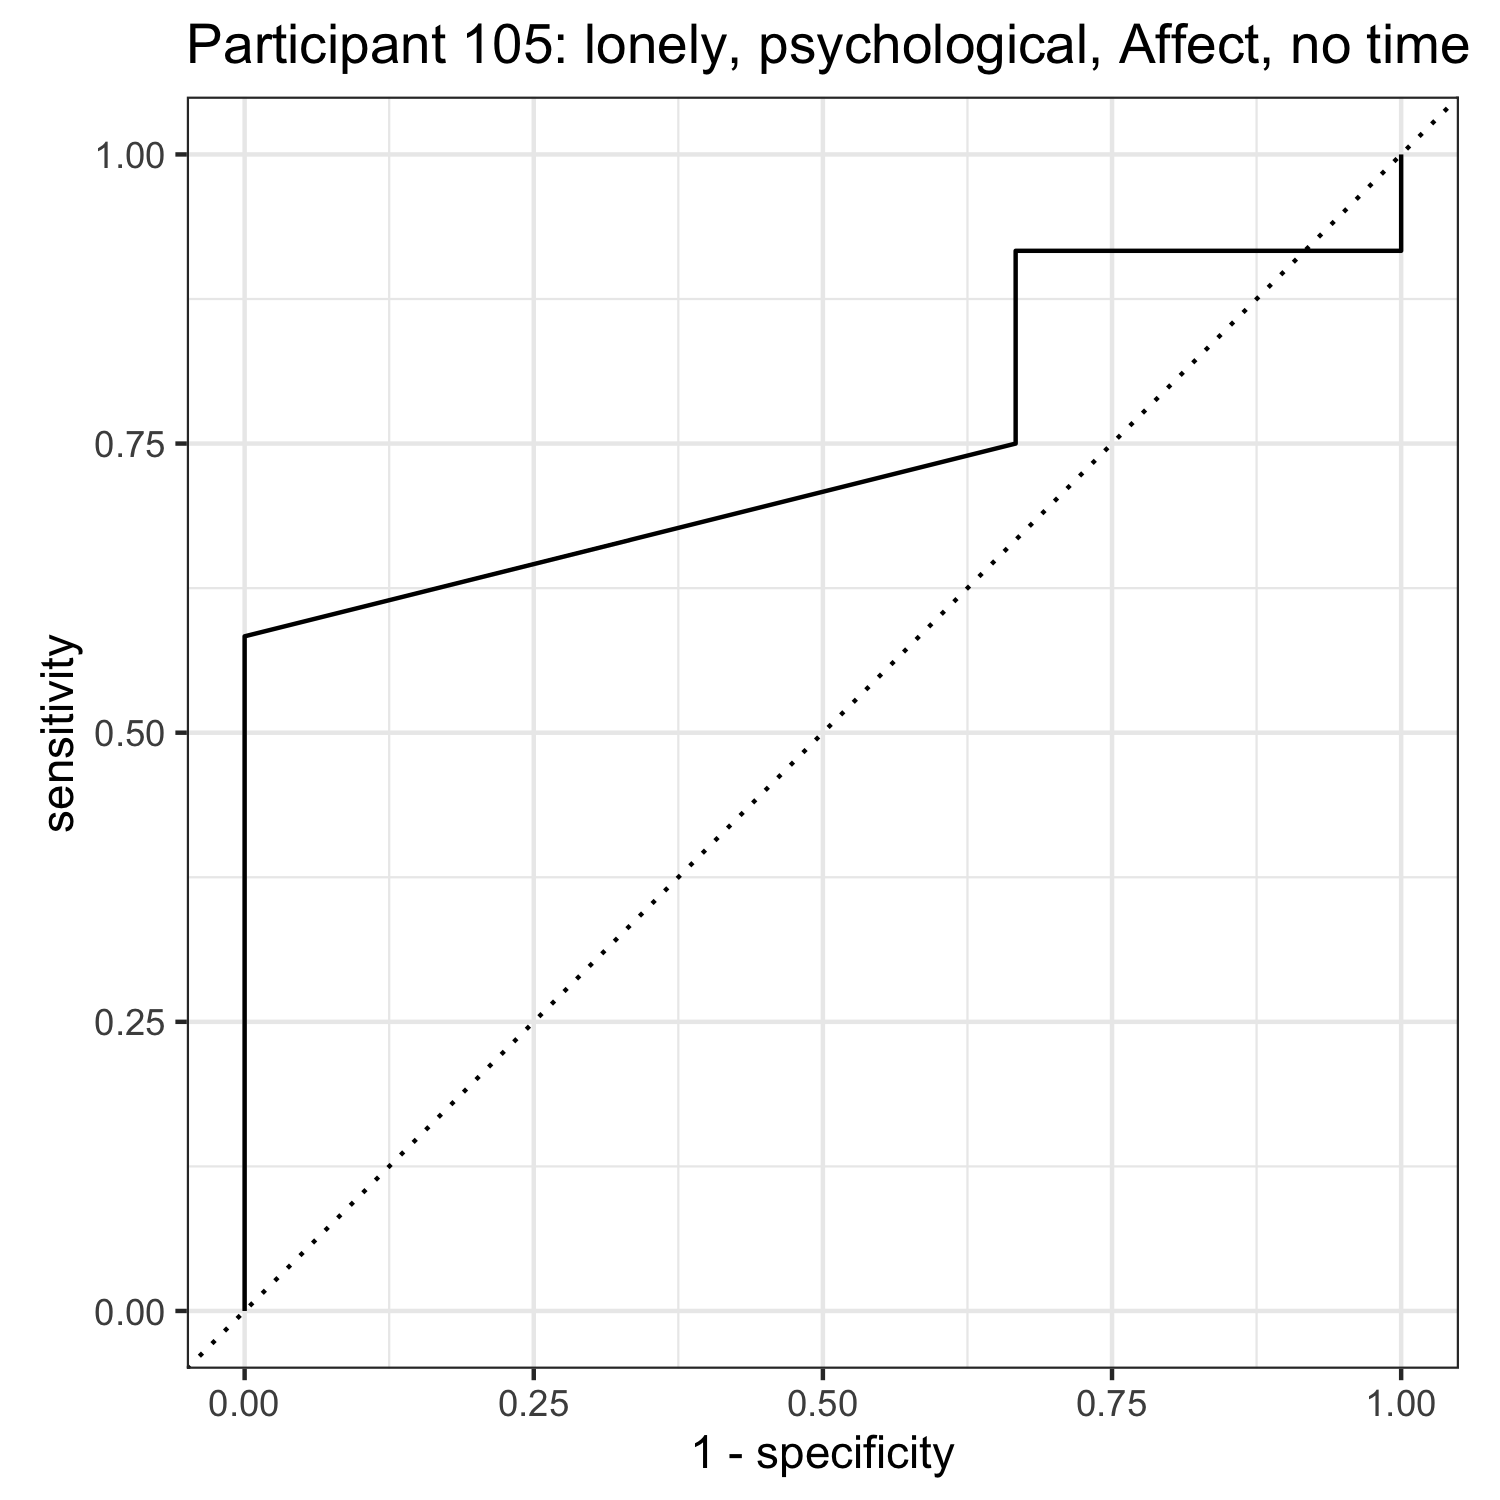 Participant 105: lonely, psychological, Affect, no time
1.00
0.75
0.50
0.25
0.00
sensitivity
0.00 0.25 0.50 0.75 1.00
1 - specificity